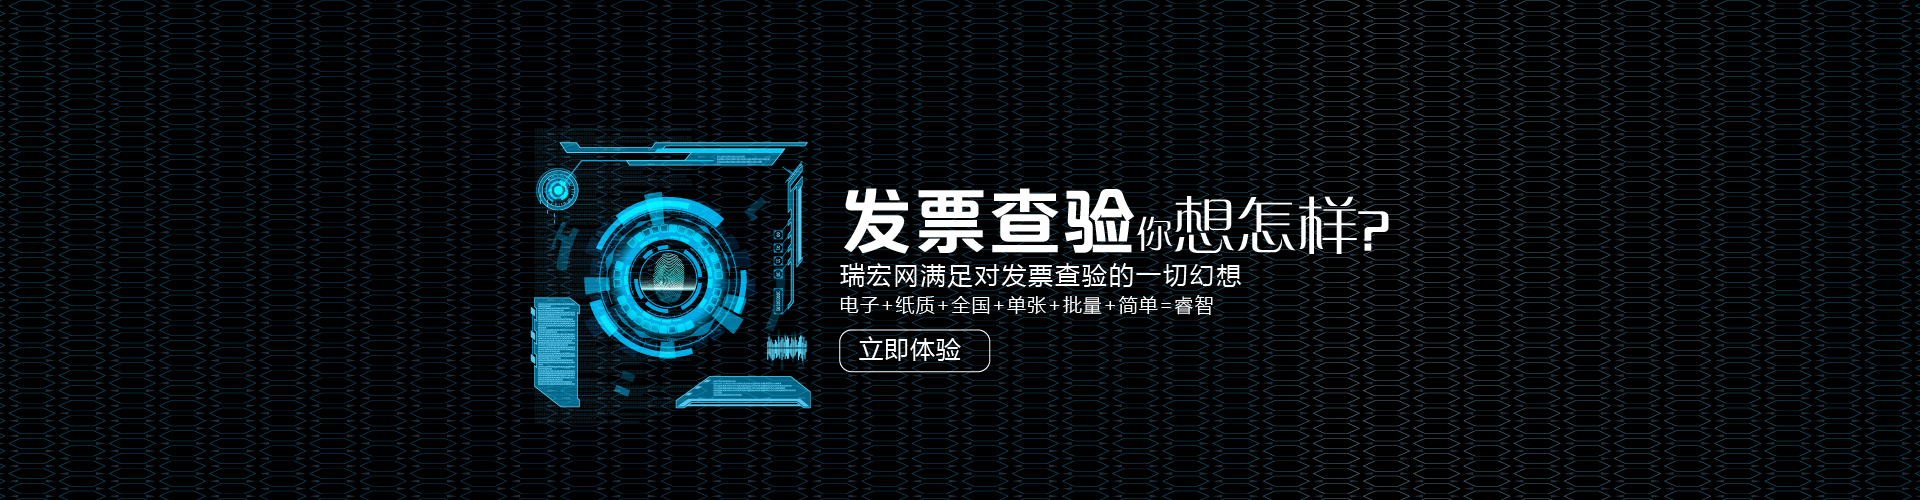 发票查验你想怎样?
瑞宏网满足对发票查验的一切幻想
电子+纸质+全国+单张+批量+简单=睿智
立即体验